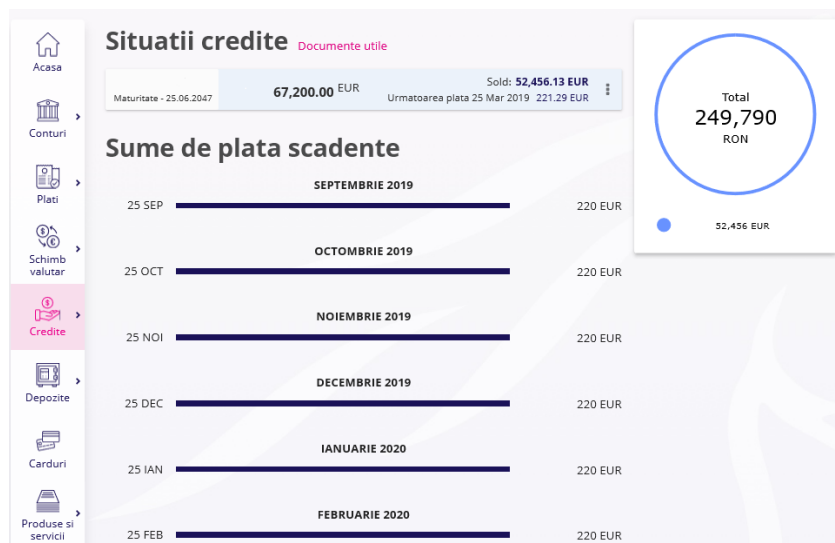 Acasa
Conturi
Plati
Schimb
valutar
Credite
Depozite
Carduri
Produse si
servicii
Situatii credite Documente utile
Maturitate - 25.06.2047
67,200.00 EUR
Sold: 52,456.13 EUR
Urmatoarea plata 25 Mar 2019 221.29 EUR
Sume de plata scadente
SEPTEMBRIE 2019
25 SEP 220 EUR
OCTOMBRIE 2019
25 OCT 220 EUR
NOIEMBRIE 2019
25 NOI 220 EUR
DECEMBRIE 2019
25 DEC 220 EUR
IANUARIE 2020
25 IAN 220 EUR
FEBRUARIE 2020
25 FEB 220 EUR
Total
249,790
RON
52,456 EUR